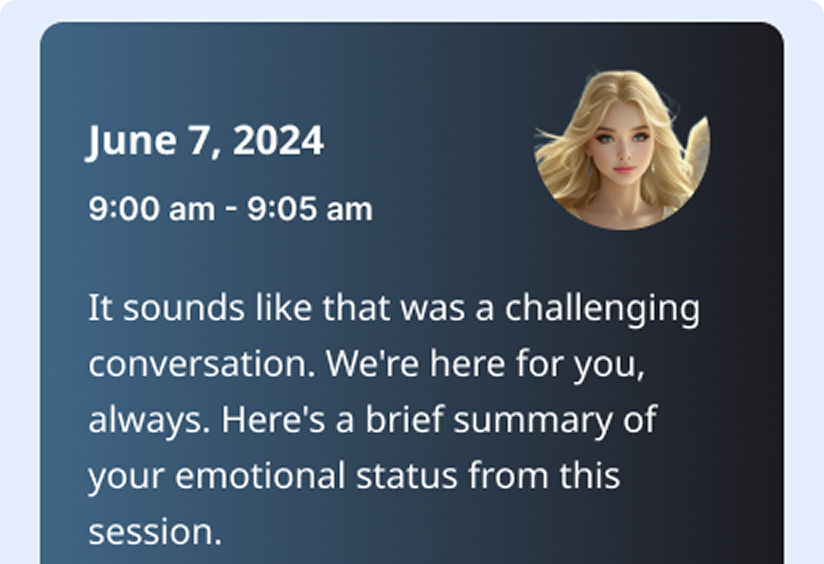 June 7, 2024
9:00 am - 9:05 am
It sounds like that was a challenging
conversation. We're here for you,
always. Here's a brief summary of
your emotional status from this
session.